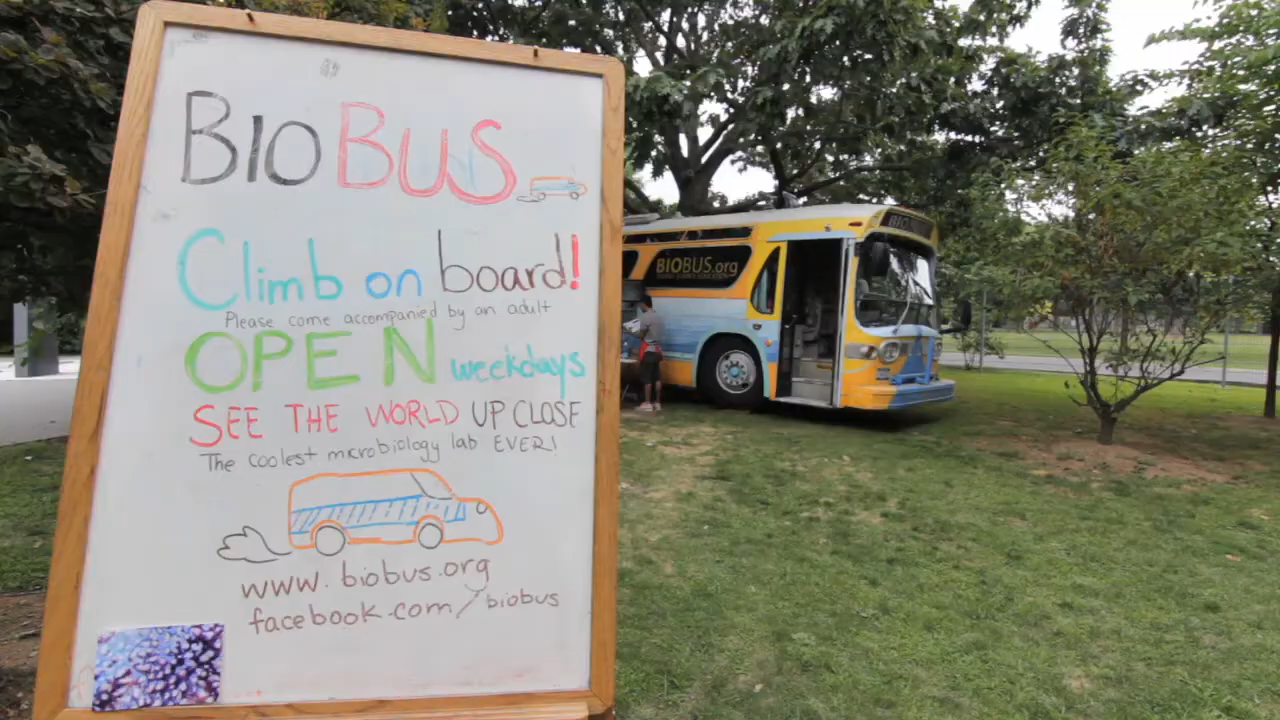 BIOBUS
Climb on board!
Please come accompanied by an adult
OPEN weekdays
SEE THE WORLD UP CLOSE
The coolest microbiology lab EVER!
www.biobus.org
facebook.com/biobus
BIOBUS.org